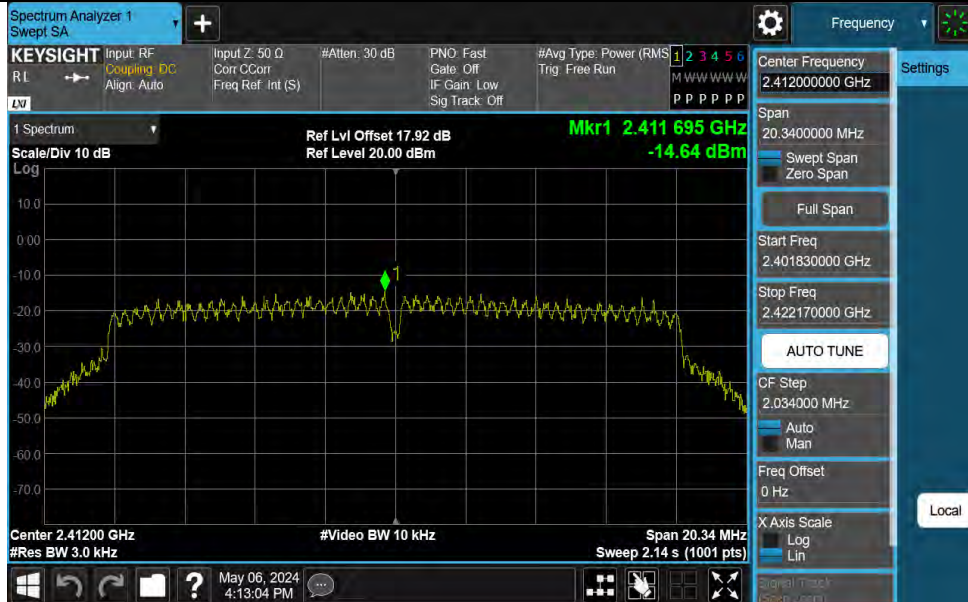 Spectrum Analyzer 1
Swept SA
+
Frequency
KEYSIGHT
RL
LXI
Input: RF
Coupling: DC
Align: Auto
Input Z: 50 Ω
Corr CCorr
Freq Ref: Int (S)
#Atten: 30 dB
PNO: Fast
Gate: Off
IF Gain: Low
Sig Track: Off
#Avg Type: Power (RMS
Trig: Free Run
1 2 3 4 5 6
M W W W W W
P P P P P P
1 Spectrum
Scale/Div 10 dB
Log
Ref Lvl Offset 17.92 dB
Ref Level 20.00 dBm
Mkr1 2.411 695 GHz
-14.64 dBm
10.0
0.00
-10.0
-20.0
-30.0
-40.0
-50.0
-60.0
-70.0
1
Center 2.41200 GHz
#Res BW 3.0 kHz
#Video BW 10 kHz
Span 20.34 MHz
Sweep 2.14 s (1001 pts)
?
May 06, 2024
4:13:04 PM
Center Frequency
2.412000000 GHz
Span
20.3400000 MHz
Swept Span
Zero Span
Full Span
Start Freq
2.401830000 GHz
Stop Freq
2.422170000 GHz
AUTO TUNE
CF Step
2.034000 MHz
Auto
Man
Freq Offset
0 Hz
X Axis Scale
Log
Lin
Signal Track
(Span Zoom)
Settings
Local